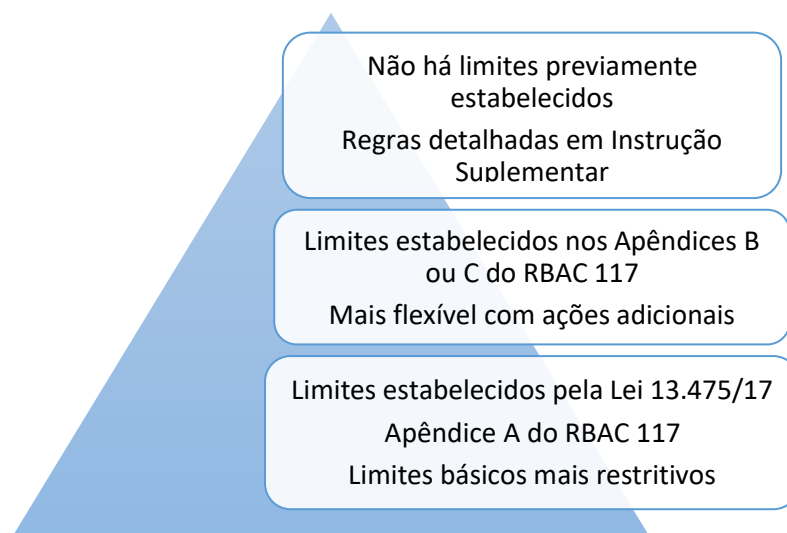 Não há limites previamente
estabelecidos
Regras detalhadas em Instrução
Suplementar
Limites estabelecidos nos Apêndices B
ou C do RBAC 117
Mais flexível com ações adicionais
Limites estabelecidos pela Lei 13.475/17
Apêndice A do RBAC 117
Limites básicos mais restritivos